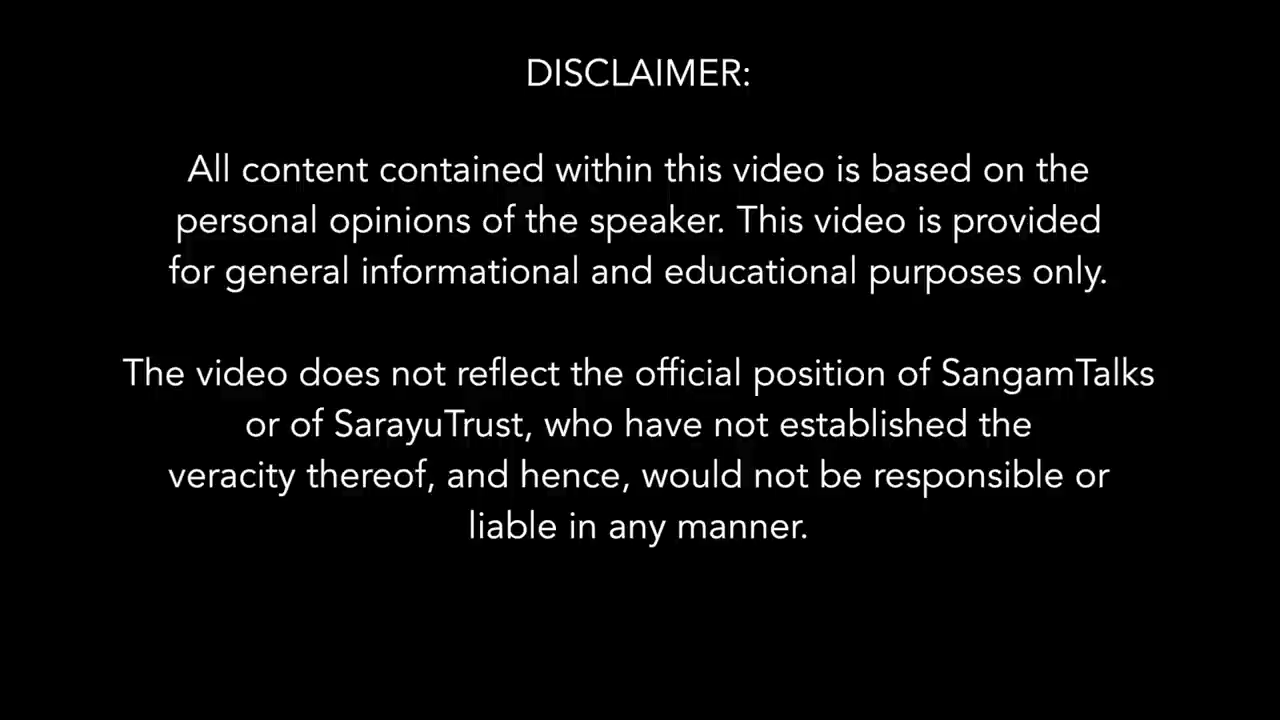 DISCLAIMER:
All content contained within this video is based on the
personal opinions of the speaker. This video is provided
for general informational and educational purposes only.
The video does not reflect the official position of SangamTalks
or of SarayuTrust, who have not established the
veracity thereof, and hence, would not be responsible or
liable in any manner.